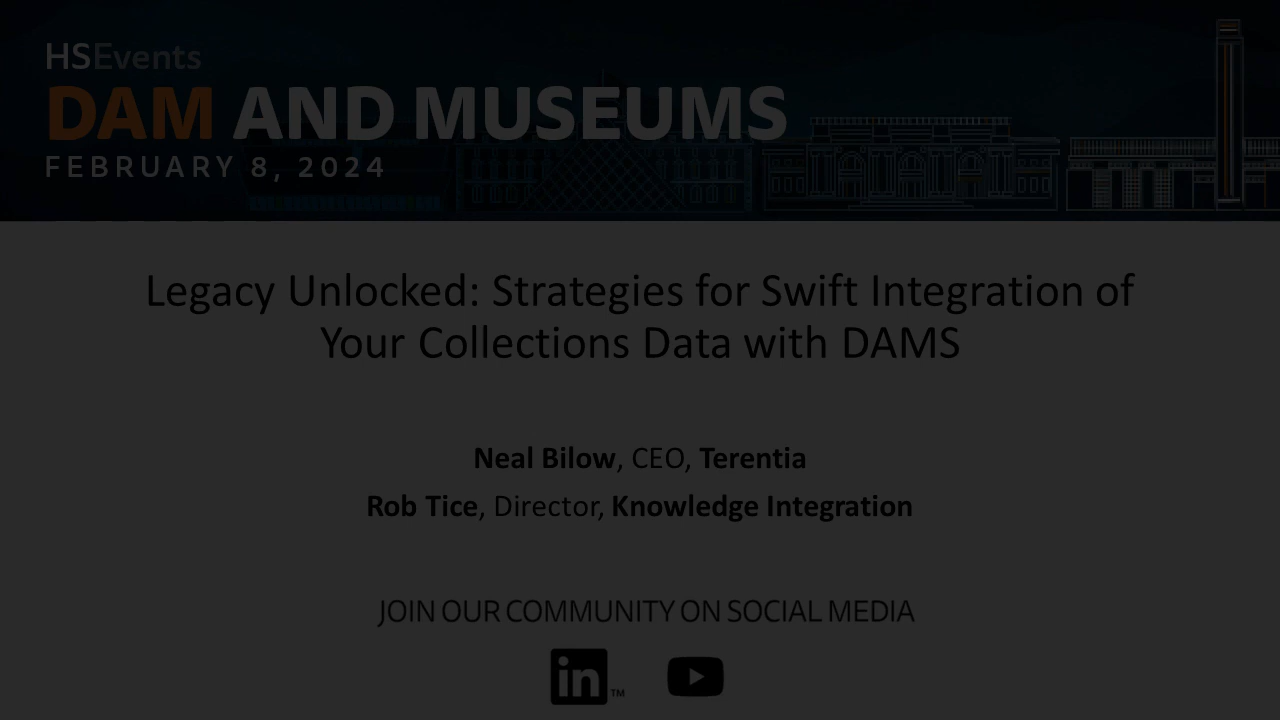 HSEvents
DAM AND MUSEUMS
FEBRUARY 8, 2024
Legacy Unlocked: Strategies for Swift Integration of
Your Collections Data with DAMS
Neal Bilow, CEO, Terentia
Rob Tice, Director, Knowledge Integration
JOIN OUR COMMUNITY ON SOCIAL MEDIA
in TM